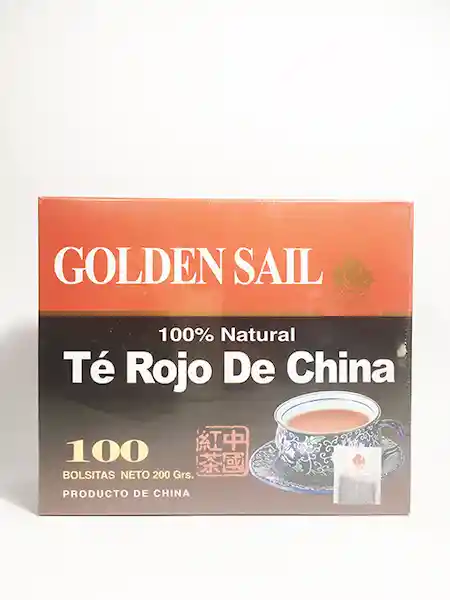 GOLDEN SAIL
100% Natural
Té Rojo De China
100
BOLSITAS NETO 200 Grs.
PRODUCTO DE CHINA
中國
紅茶